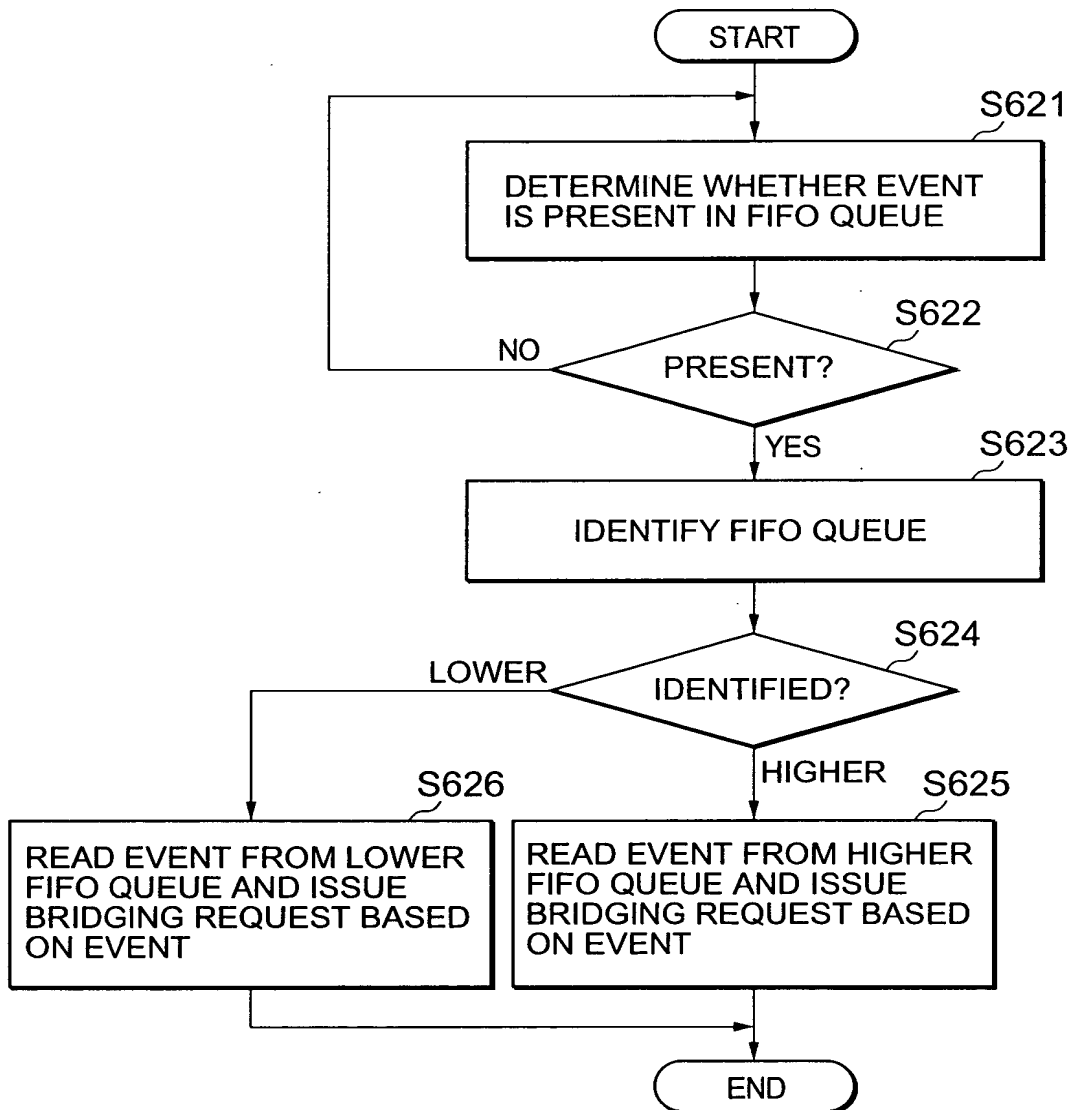 START
S621
DETERMINE WHETHER EVENT
IS PRESENT IN FIFO QUEUE
S622
NO
PRESENT?
YES
S623
IDENTIFY FIFO QUEUE
S624
LOWER
IDENTIFIED?
HIGHER
S626
S625
READ EVENT FROM LOWER
FIFO QUEUE AND ISSUE
BRIDGING REQUEST BASED
ON EVENT
READ EVENT FROM HIGHER
FIFO QUEUE AND ISSUE
BRIDGING REQUEST BASED
ON EVENT
END